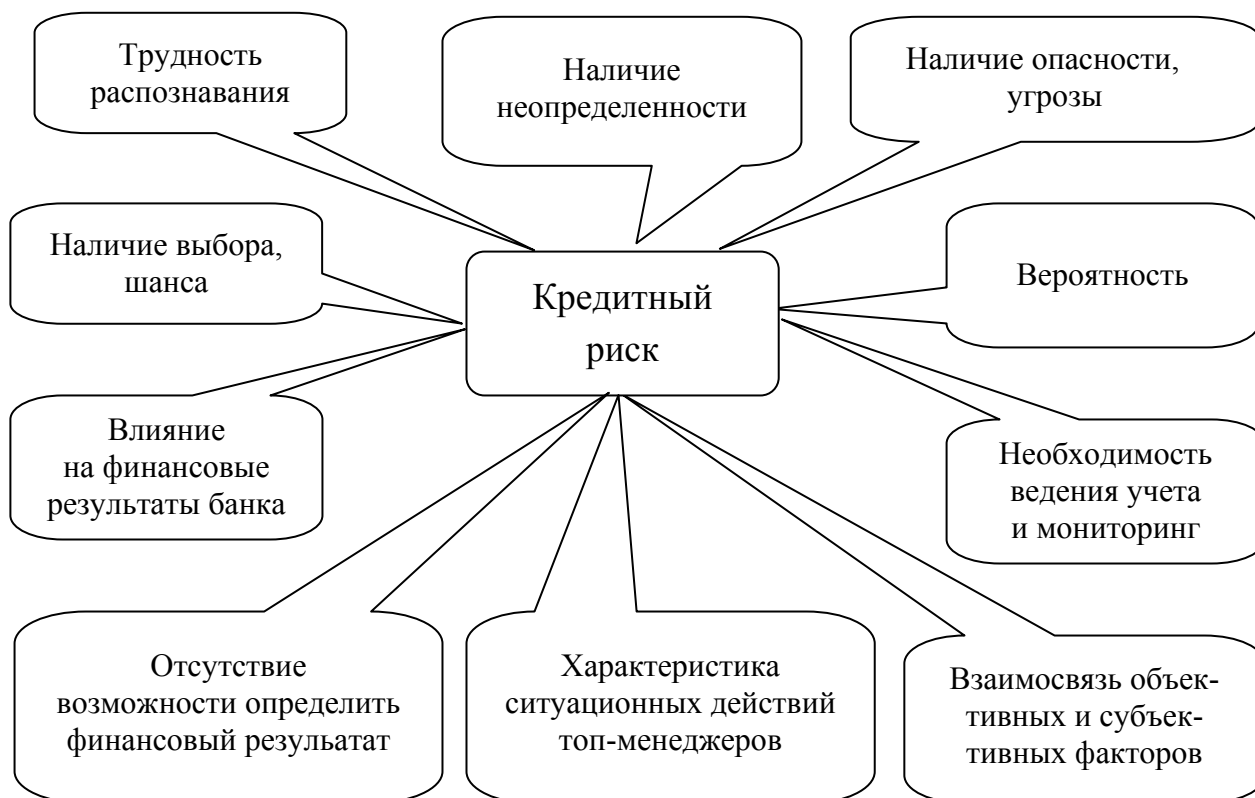 Трудность
распознавания
Наличие
неопределенности
Наличие опасности,
угрозы
Наличие выбора,
шанса
Кредитный
риск
Вероятность
Влияние
на финансовые
результаты банка
Необходимость
ведения учета
и мониторинг
Отсутствие
возможности определить
финансовый резульатат
Характеристика
ситуационных действий
топ-менеджеров
Взаимосвязь объек-
тивных и субъек-
тивных факторов